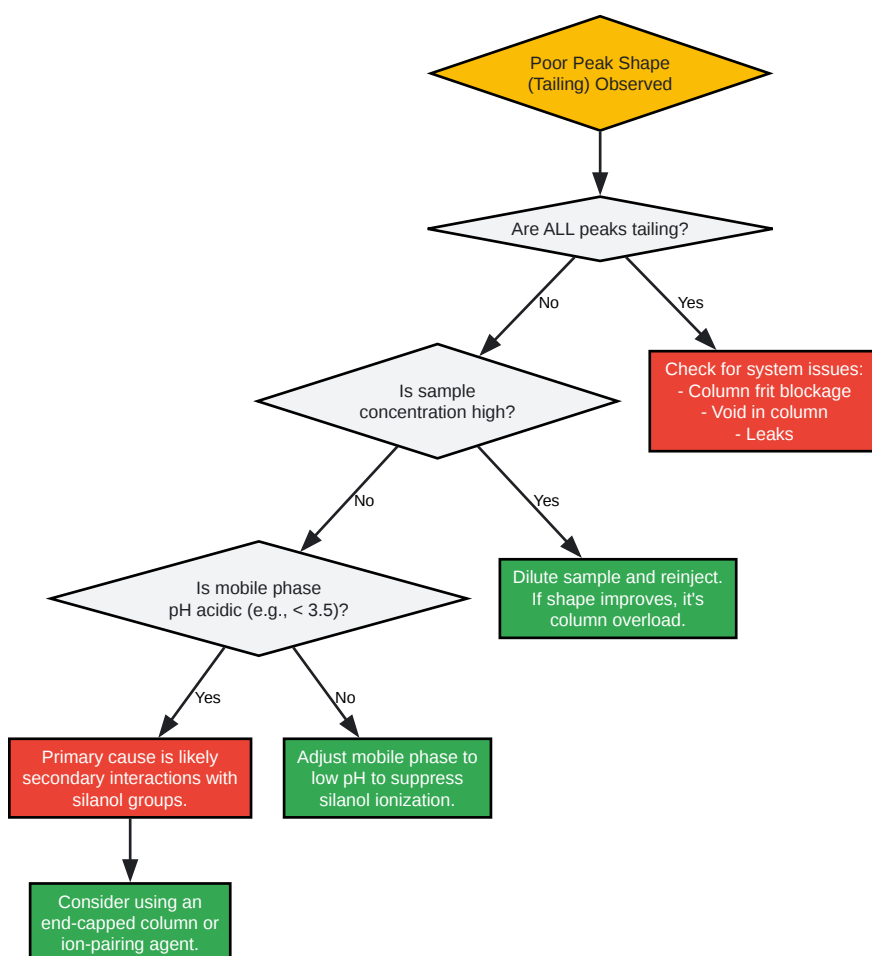 Poor Peak Shape
(Tailing) Observed
Are ALL peaks tailing?
No
Yes
Check for system issues:
- Column frit blockage
- Void in column
- Leaks
Is sample
concentration high?
No
Yes
Dilute sample and reinject.
If shape improves, it's
column overload.
Is mobile phase
pH acidic (e.g., < 3.5)?
Yes
No
Primary cause is likely
secondary interactions with
silanol groups.
Adjust mobile phase to
low pH to suppress
silanol ionization.
Consider using an
end-capped column or
ion-pairing agent.